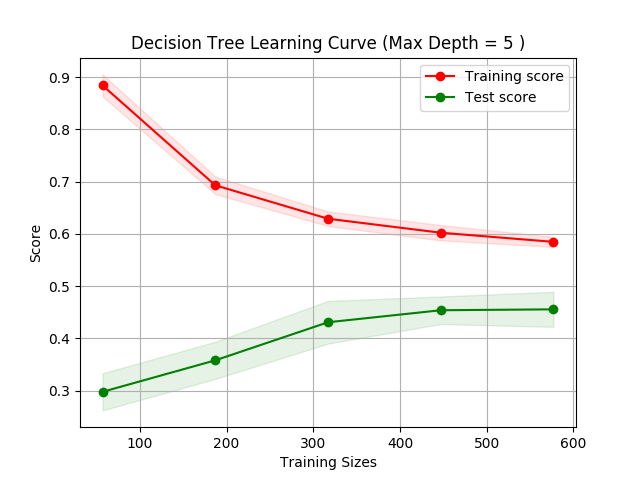 Decision Tree Learning Curve (Max Depth = 5 )
Training score
Test score
0.9
0.8
0.7
0.6
0.5
0.4
0.3
Score
100
200
300
400
500
600
Training Sizes